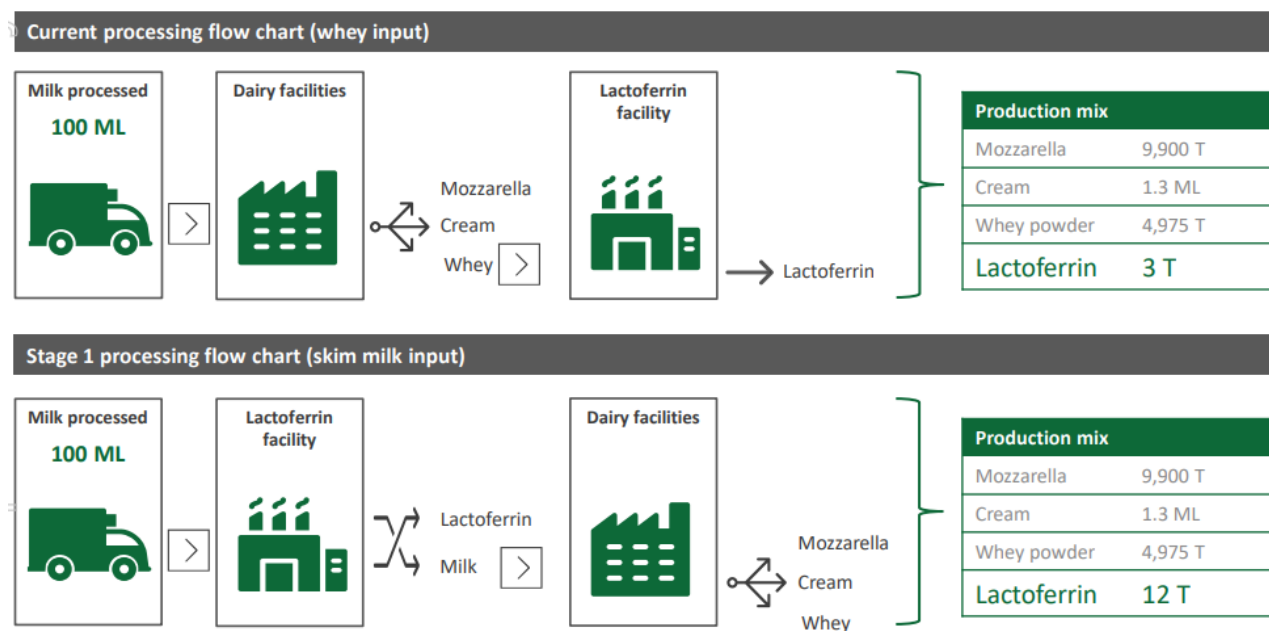 Current processing flow chart (whey input)
Milk processed
100 ML
Dairy facilities
Mozzarella
Cream
Whey
Lactoferrin
facility
Lactoferrin
Production mix
Mozzarella 9,900 T
Cream 1.3 ML
Whey powder 4,975 T
Lactoferrin 3 T
Stage 1 processing flow chart (skim milk input)
Milk processed
100 ML
Lactoferrin
facility
Lactoferrin
Milk
Dairy facilities
Mozzarella
Cream
Whey
Production mix
Mozzarella 9,900 T
Cream 1.3 ML
Whey powder 4,975 T
Lactoferrin 12 T